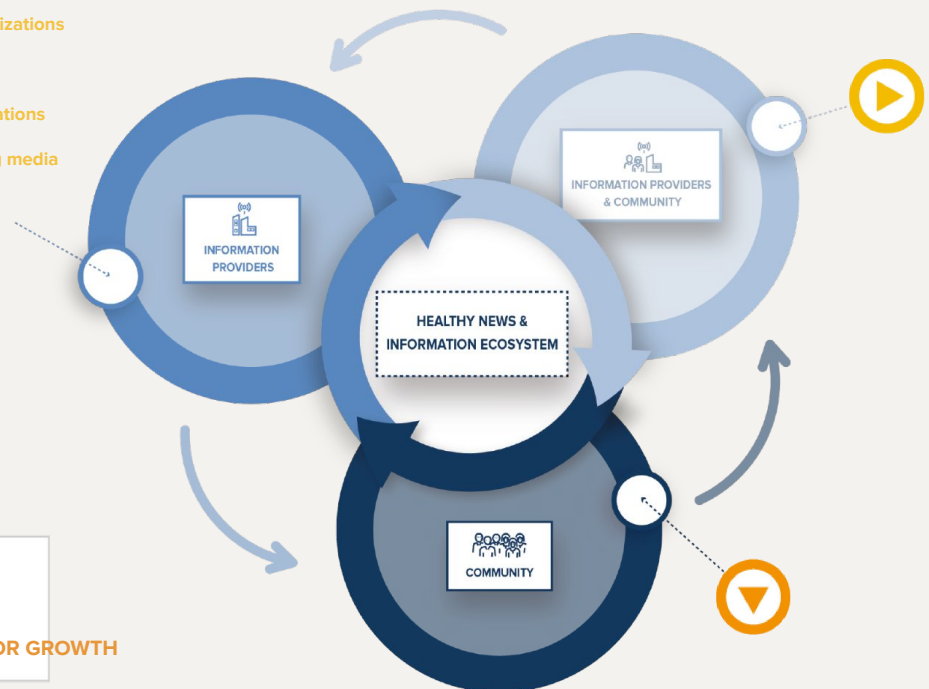 izations
ations
g media
INFORMATION
PROVIDERS
INFORMATION PROVIDERS
& COMMUNITY
HEALTHY NEWS &
INFORMATION ECOSYSTEM
COMMUNITY
OR GROWTH